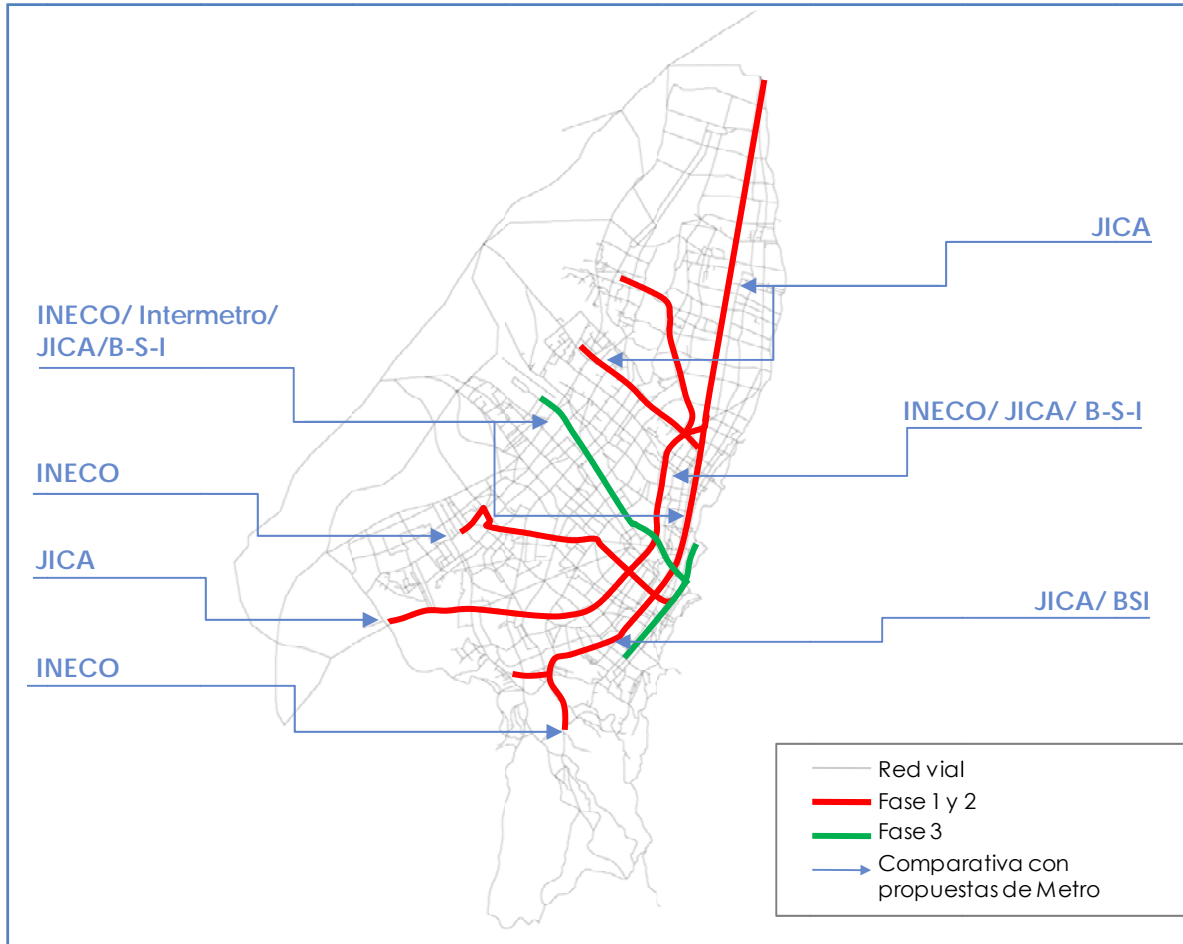 JICA
INECO/ Intermetro/
JICA/B-S-I
INECO/ JICA/ B-S-I
INECO
JICA
JICA/ BSI
INECO
Red vial
Fase 1 y 2
Fase 3
Comparativa con
propuestas de Metro